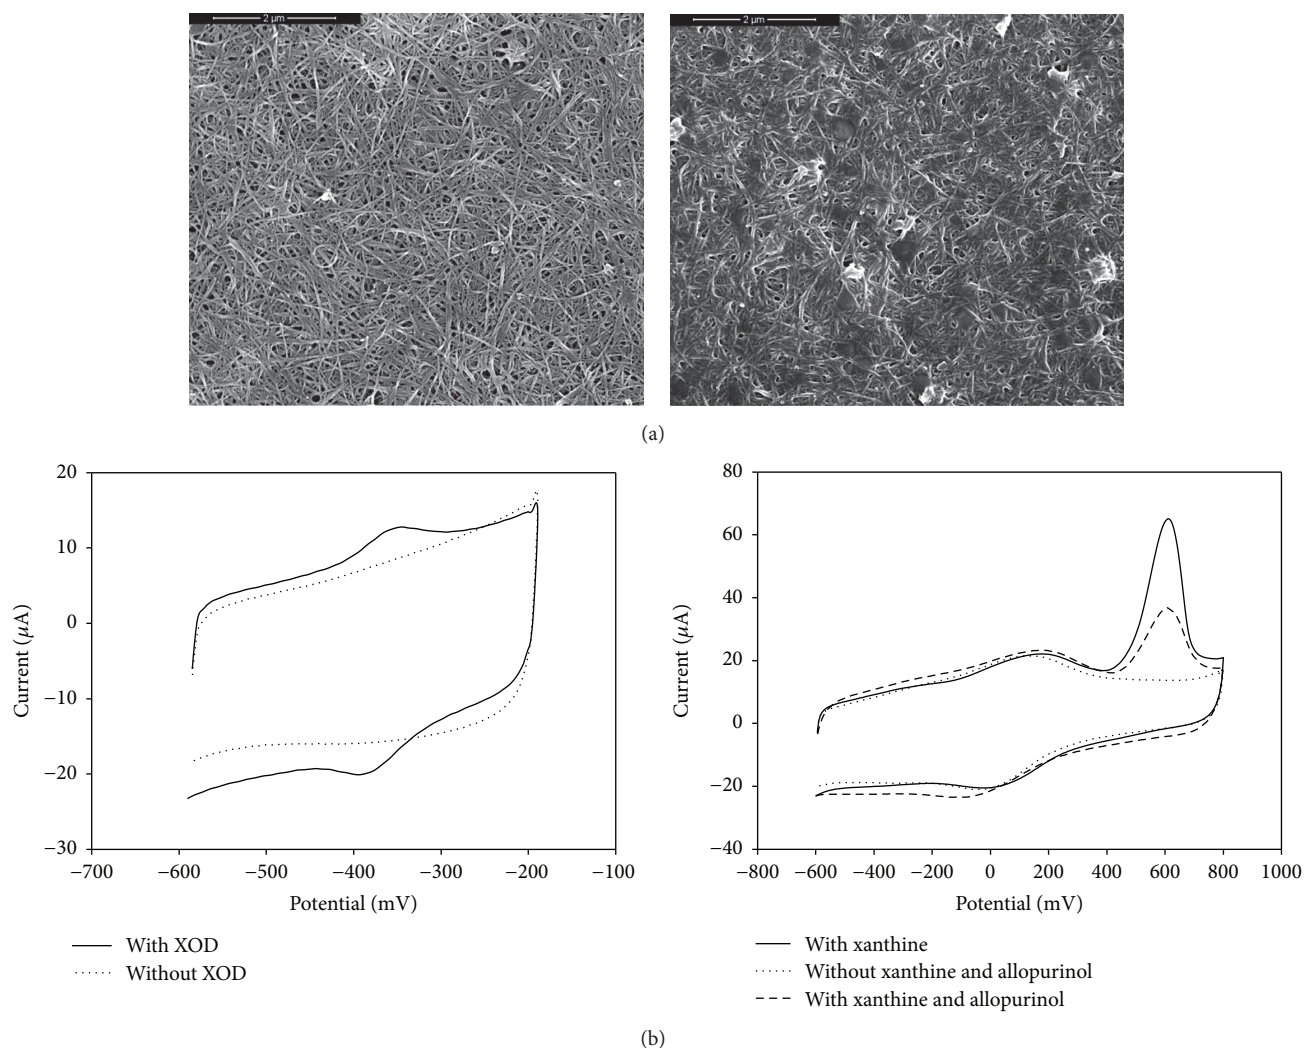 2 µm
2 µm
(a)
20
10
0
−10
−20
−30
Current (µA)
−700
−600
−500
−400
−300
−200
−100
Potential (mV)
With XOD
Without XOD
80
60
40
20
0
−20
−40
Current (µA)
−800
−600
−400
−200
0
200
400
600
800
1000
Potential (mV)
With xanthine
Without xanthine and allopurinol
With xanthine and allopurinol
(b)